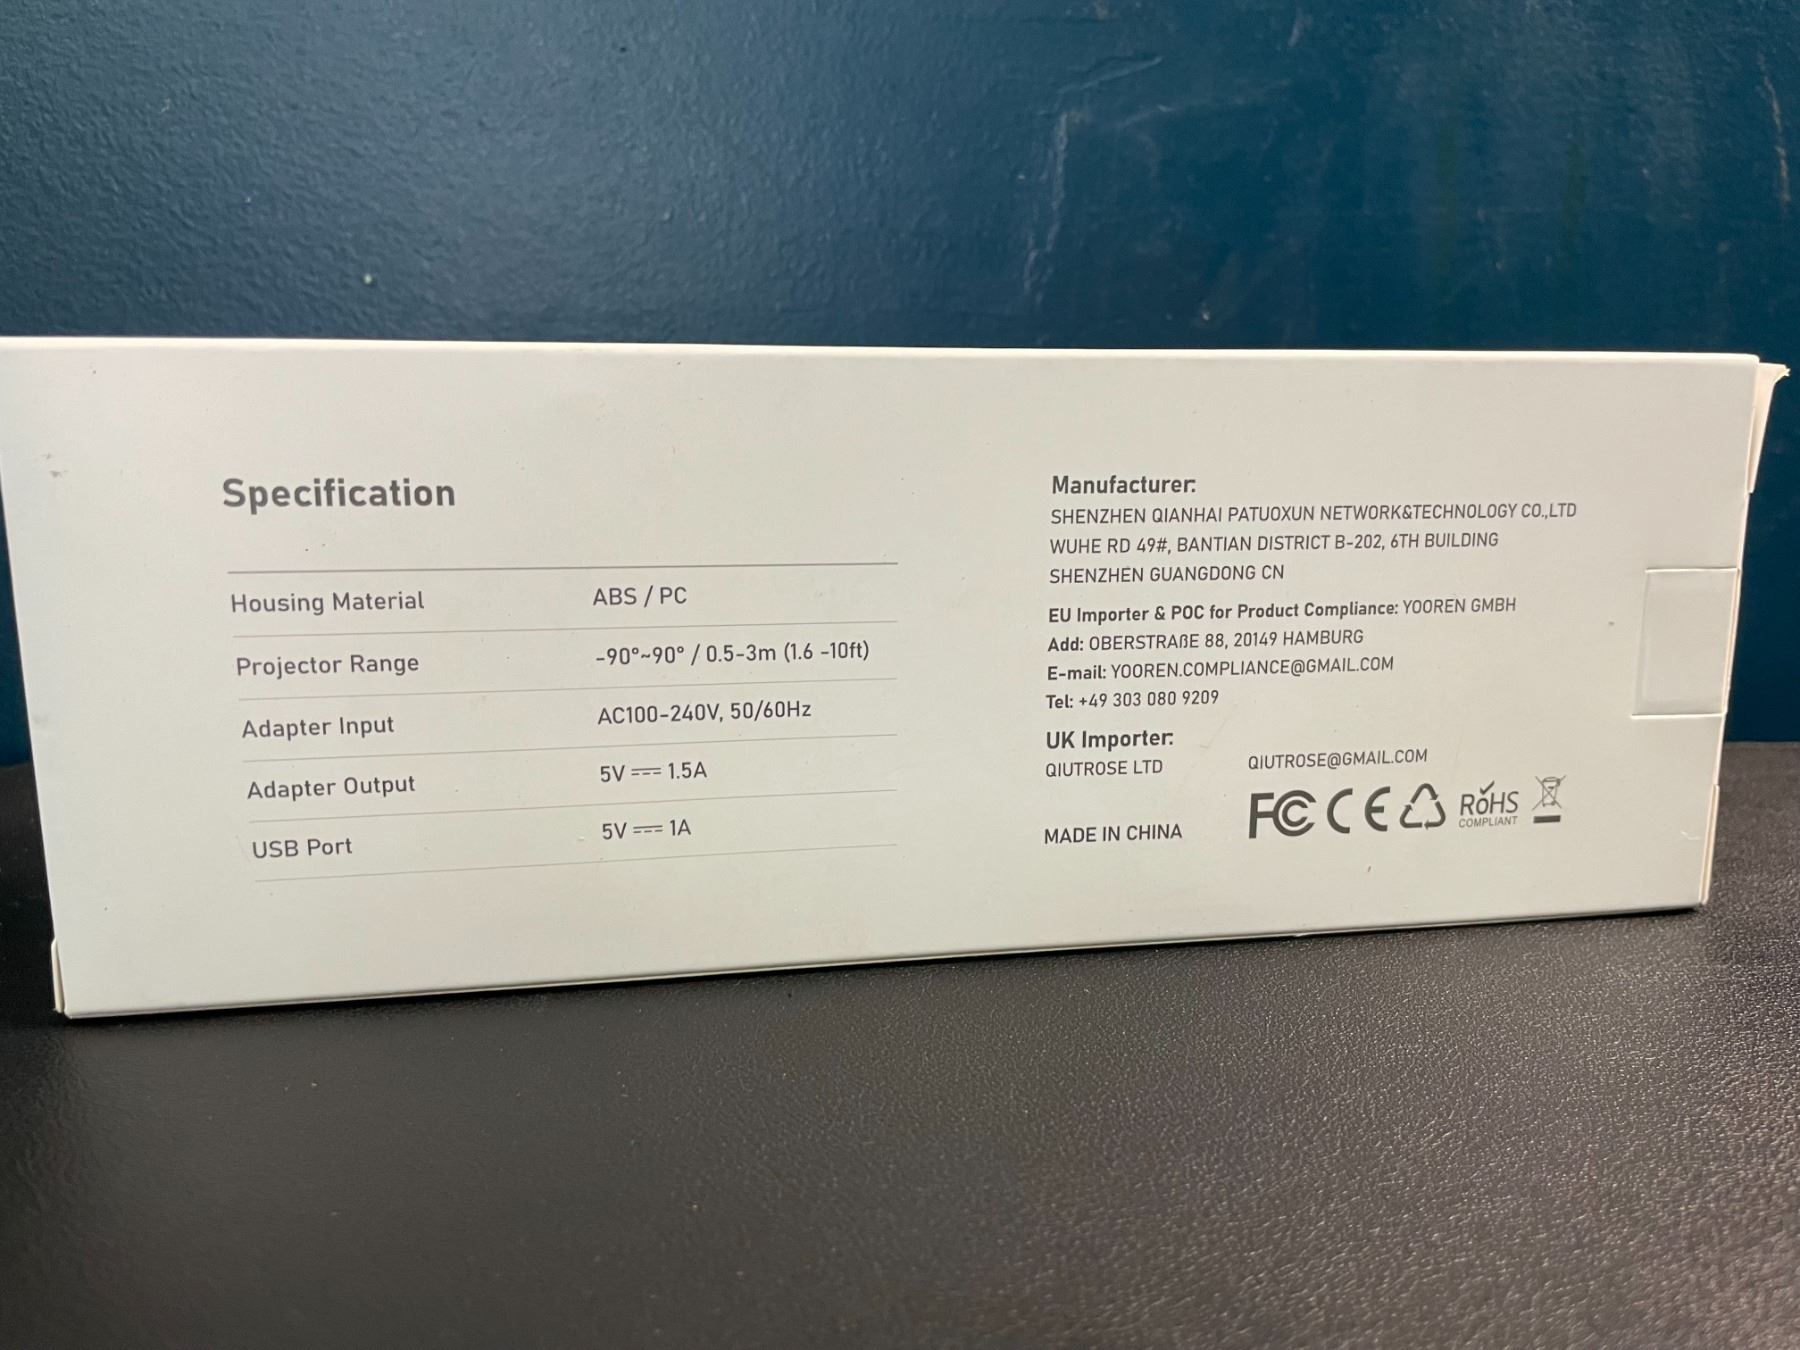 Specification
Housing Material ABS / PC
Projector Range -90°~90° / 0.5-3m (1.6 -10ft)
Adapter Input AC100-240V, 50/60Hz
Adapter Output 5V ⎓ 1.5A
USB Port 5V ⎓ 1A
Manufacturer:
SHENZHEN QIANHAI PATUOXUN NETWORK&TECHNOLOGY CO.,LTD
WUHE RD 49#, BANTIAN DISTRICT B-202, 6TH BUILDING
SHENZHEN GUANGDONG CN
EU Importer & POC for Product Compliance: YOOREN GMBH
Add: OBERSTRAßE 88, 20149 HAMBURG
E-mail: YOOREN.COMPLIANCE@GMAIL.COM
Tel: +49 303 080 9209
UK Importer:
QIUTROSE LTD QIUTROSE@GMAIL.COM
MADE IN CHINA FC CE RoHS
COMPLIANT